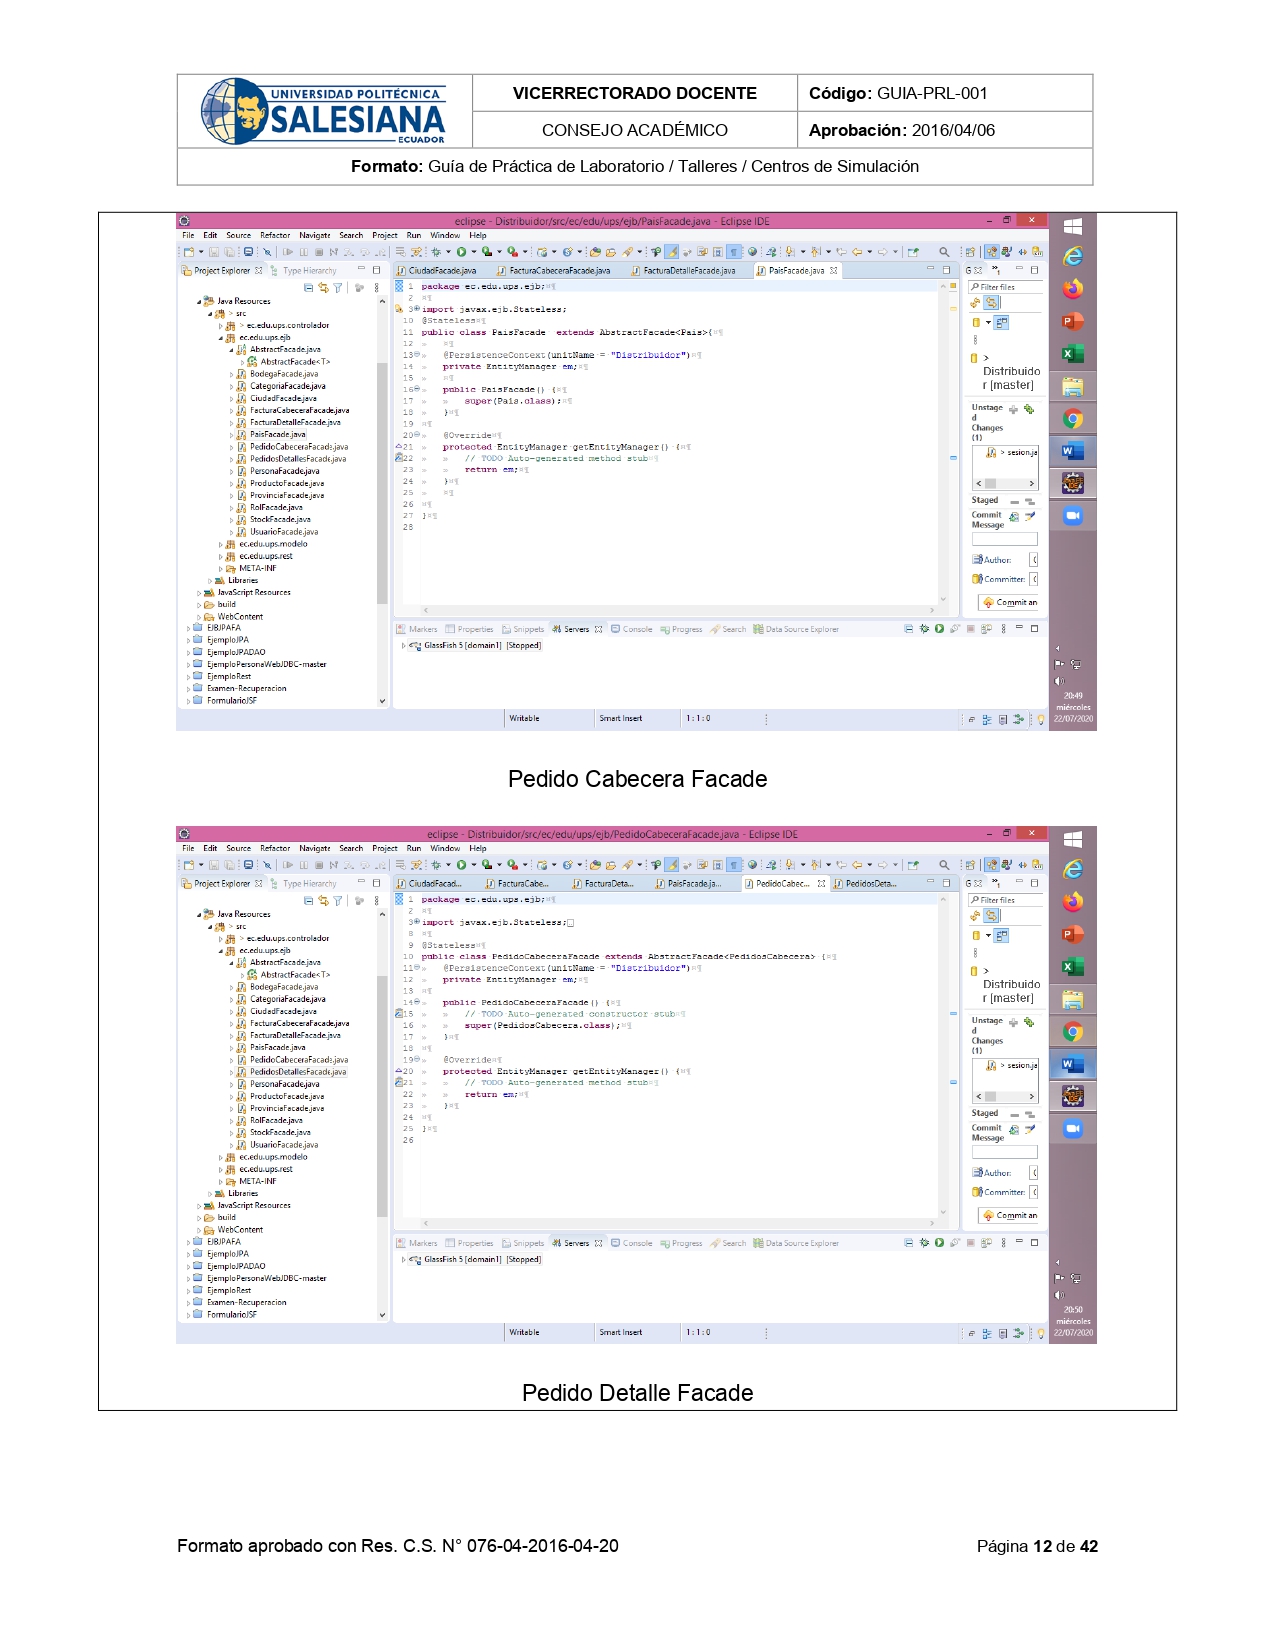 UNIVERSIDAD POLITÉCNICA
SALESIANA
ECUADOR
VICERRECTORADO DOCENTE
Código: GUIA-PRL-001
CONSEJO ACADÉMICO
Aprobación: 2016/04/06
Formato: Guía de Práctica de Laboratorio / Talleres / Centros de Simulación
eclipse - Distribuidor/src/ec/edu/ups/ejb/PaisFacade.java - Eclipse IDE
File Edit Source Refactor Navigate Search Project Run Window Help
Project Explorer Type Hierarchy
CiudadFacade.java FacturaCabeceraFacade.java FacturaDetalleFacade.java PaisFacade.java
Java Resources
> src
> ec.edu.ups.controlador
ec.edu.ups.ejb
AbstractFacade.java
AbstractFacade<T>
BodegaFacade.java
CategoriaFacade.java
CiudadFacade.java
FacturaCabeceraFacade.java
FacturaDetalleFacade.java
PaisFacade.java
PedidoCabeceraFacade.java
PedidosDetallesFacade.java
PersonaFacade.java
ProductoFacade.java
ProvinciaFacade.java
RolFacade.java
StockFacade.java
UsuarioFacade.java
ec.edu.ups.modelo
ec.edu.ups.rest
META-INF
Libraries
JavaScript Resources
build
WebContent
EJBJPAFA
EjemploJPA
EjemploJPADAO
EjemploPersonaWebJDBC-master
EjemploRest
Examen-Recuperacion
FormularioJSF
1 package ec.edu.ups.ejb;¤¶
2 ¤¶
3 import javax.ejb.Stateless;
10 @Stateless¤¶
11 public class PaisFacade extends AbstractFacade<Pais>{¤¶
12 » ¤¶
13 » @PersistenceContext(unitName = "Distribuidor")¤¶
14 » private EntityManager em;¤¶
15 » ¤¶
16 » public PaisFacade() {¤¶
17 » » super(Pais.class);¤¶
18 » }¤¶
19 ¤¶
20 » @Override¤¶
21 » protected EntityManager getEntityManager() {¤¶
22 » » // TODO Auto-generated method stub¤¶
23 » » return em;¤¶
24 » }¤¶
25 » ¤¶
26 ¤¶
27 }¤¶
28
Filter files
>
Distribuido
r [master]
Unstage
d
Changes
(1)
> sesion.ja
Staged
Commit
Message
Author:
Committer:
Commit an
Markers Properties Snippets Servers Console Progress Search Data Source Explorer
GlassFish 5 [domain1] [Stopped]
Writable Smart Insert 1 : 1 : 0
20:49
miércoles
22/07/2020
Pedido Cabecera Facade
eclipse - Distribuidor/src/ec/edu/ups/ejb/PedidoCabeceraFacade.java - Eclipse IDE
File Edit Source Refactor Navigate Search Project Run Window Help
Project Explorer Type Hierarchy
CiudadFacad... FacturaCabe... FacturaDeta... PaisFacade.ja... PedidoCabec... PedidosDeta...
Java Resources
> src
> ec.edu.ups.controlador
ec.edu.ups.ejb
AbstractFacade.java
AbstractFacade<T>
BodegaFacade.java
CategoriaFacade.java
CiudadFacade.java
FacturaCabeceraFacade.java
FacturaDetalleFacade.java
PaisFacade.java
PedidoCabeceraFacade.java
PedidosDetallesFacade.java
PersonaFacade.java
ProductoFacade.java
ProvinciaFacade.java
RolFacade.java
StockFacade.java
UsuarioFacade.java
ec.edu.ups.modelo
ec.edu.ups.rest
META-INF
Libraries
JavaScript Resources
build
WebContent
EJBJPAFA
EjemploJPA
EjemploJPADAO
EjemploPersonaWebJDBC-master
EjemploRest
Examen-Recuperacion
FormularioJSF
1 package ec.edu.ups.ejb;¤¶
2 ¤¶
3 import javax.ejb.Stateless;
8 ¤¶
9 @Stateless¤¶
10 public class PedidoCabeceraFacade extends AbstractFacade<PedidosCabecera> {¤¶
11 » @PersistenceContext(unitName = "Distribuidor")¤¶
12 » private EntityManager em;¤¶
13 ¤¶
14 » public PedidoCabeceraFacade() {¤¶
15 » » // TODO Auto-generated constructor stub¤¶
16 » » super(PedidosCabecera.class);¤¶
17 » }¤¶
18 ¤¶
19 » @Override¤¶
20 » protected EntityManager getEntityManager() {¤¶
21 » » // TODO Auto-generated method stub¤¶
22 » » return em;¤¶
23 » }¤¶
24 ¤¶
25 }¤¶
26
Filter files
>
Distribuido
r [master]
Unstage
d
Changes
(1)
> sesion.ja
Staged
Commit
Message
Author:
Committer:
Commit an
Markers Properties Snippets Servers Console Progress Search Data Source Explorer
GlassFish 5 [domain1] [Stopped]
Writable Smart Insert 1 : 1 : 0
20:50
miércoles
22/07/2020
Pedido Detalle Facade
Formato aprobado con Res. C.S. N° 076-04-2016-04-20
Página 12 de 42